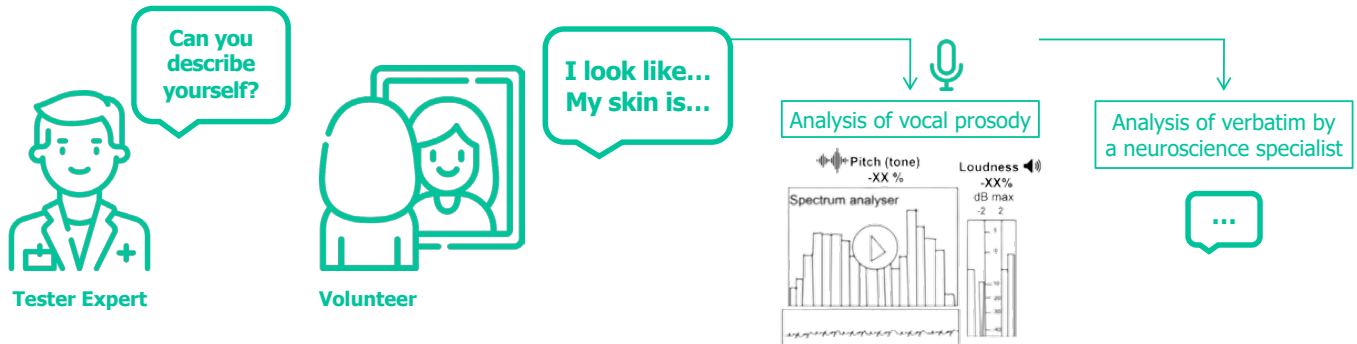 Can you
describe
yourself?
Tester Expert
Volunteer
I look like...
My skin is...
Analysis of vocal prosody
Pitch (tone)
-XX %
Spectrum analyser
Loudness
-XX%
dB max
-2 2
Analysis of verbatim by
a neuroscience specialist
...